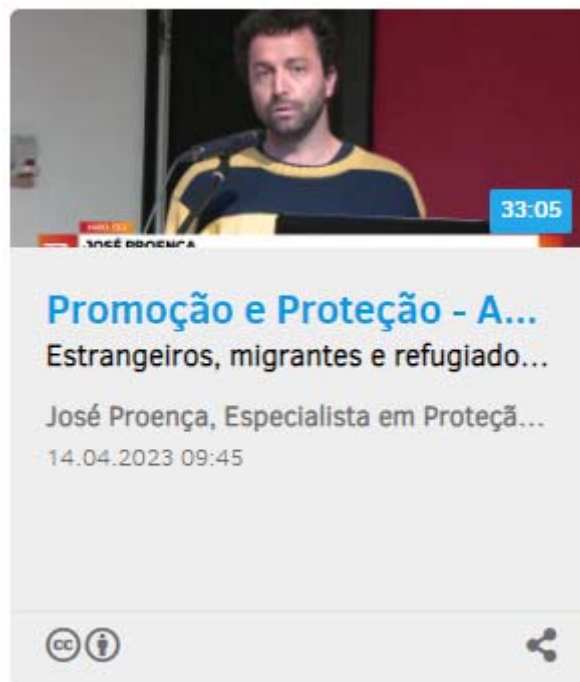 33:05
JOSÉ PROENÇA
Promoção e Proteção - A...
Estrangeiros, migrantes e refugiado...
José Proença, Especialista em Proteçã...
14.04.2023 09:45
cc